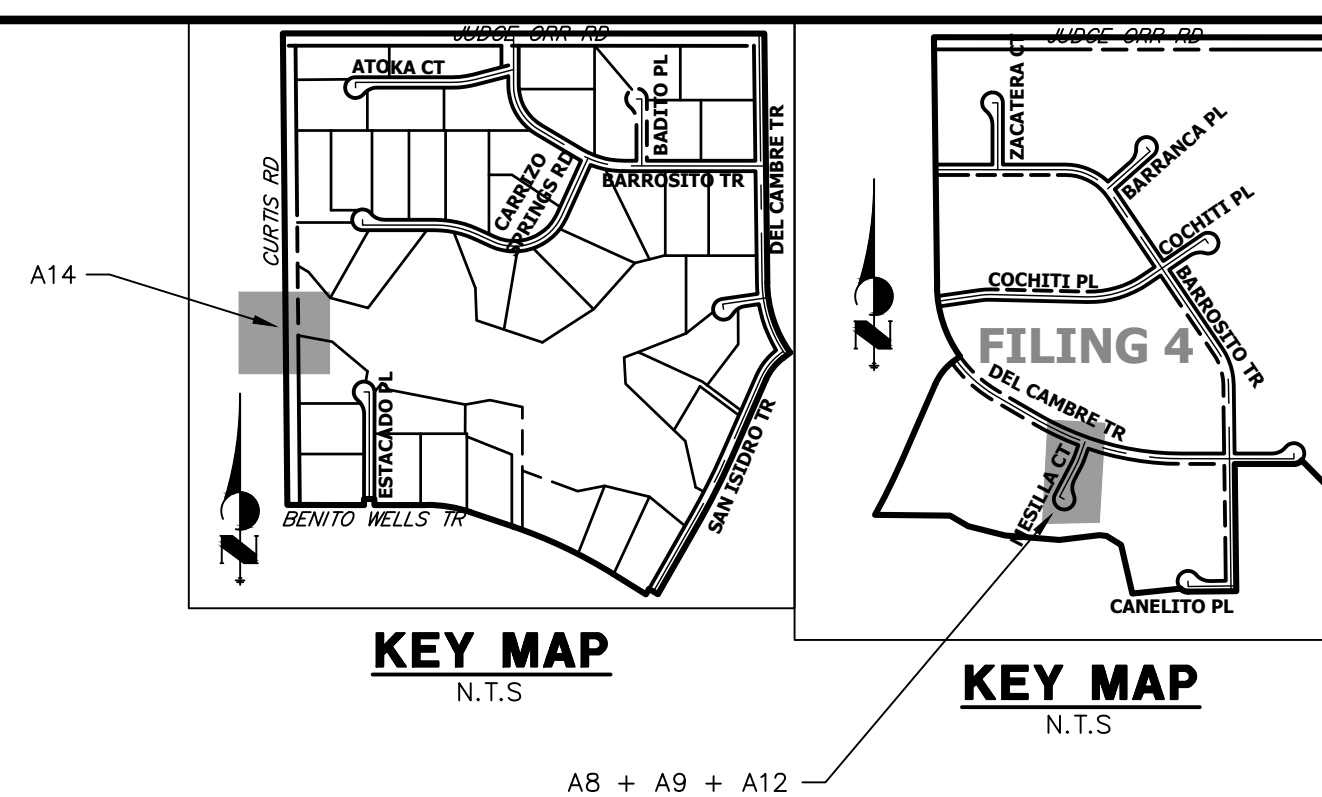 JUDGE ORR RD
ATOKA CT
BADITO PL
DEL CAMBRE TR
CARRIZO
SPRINGS RD
BARROSITO TR
CURTIS RD
A14
ESTACADO PL
SAN ISIDRO TR
BENITO WELLS TR
N
KEY MAP
N.T.S
JUDGE ORR RD
ZACATERA CT
BARRANCA PL
COCHITI PL
COCHITI PL
BARROSITO TR
FILING 4
DEL CAMBRE TR
MESILLA CT
N
CANELITO PL
KEY MAP
N.T.S
A8 + A9 + A12